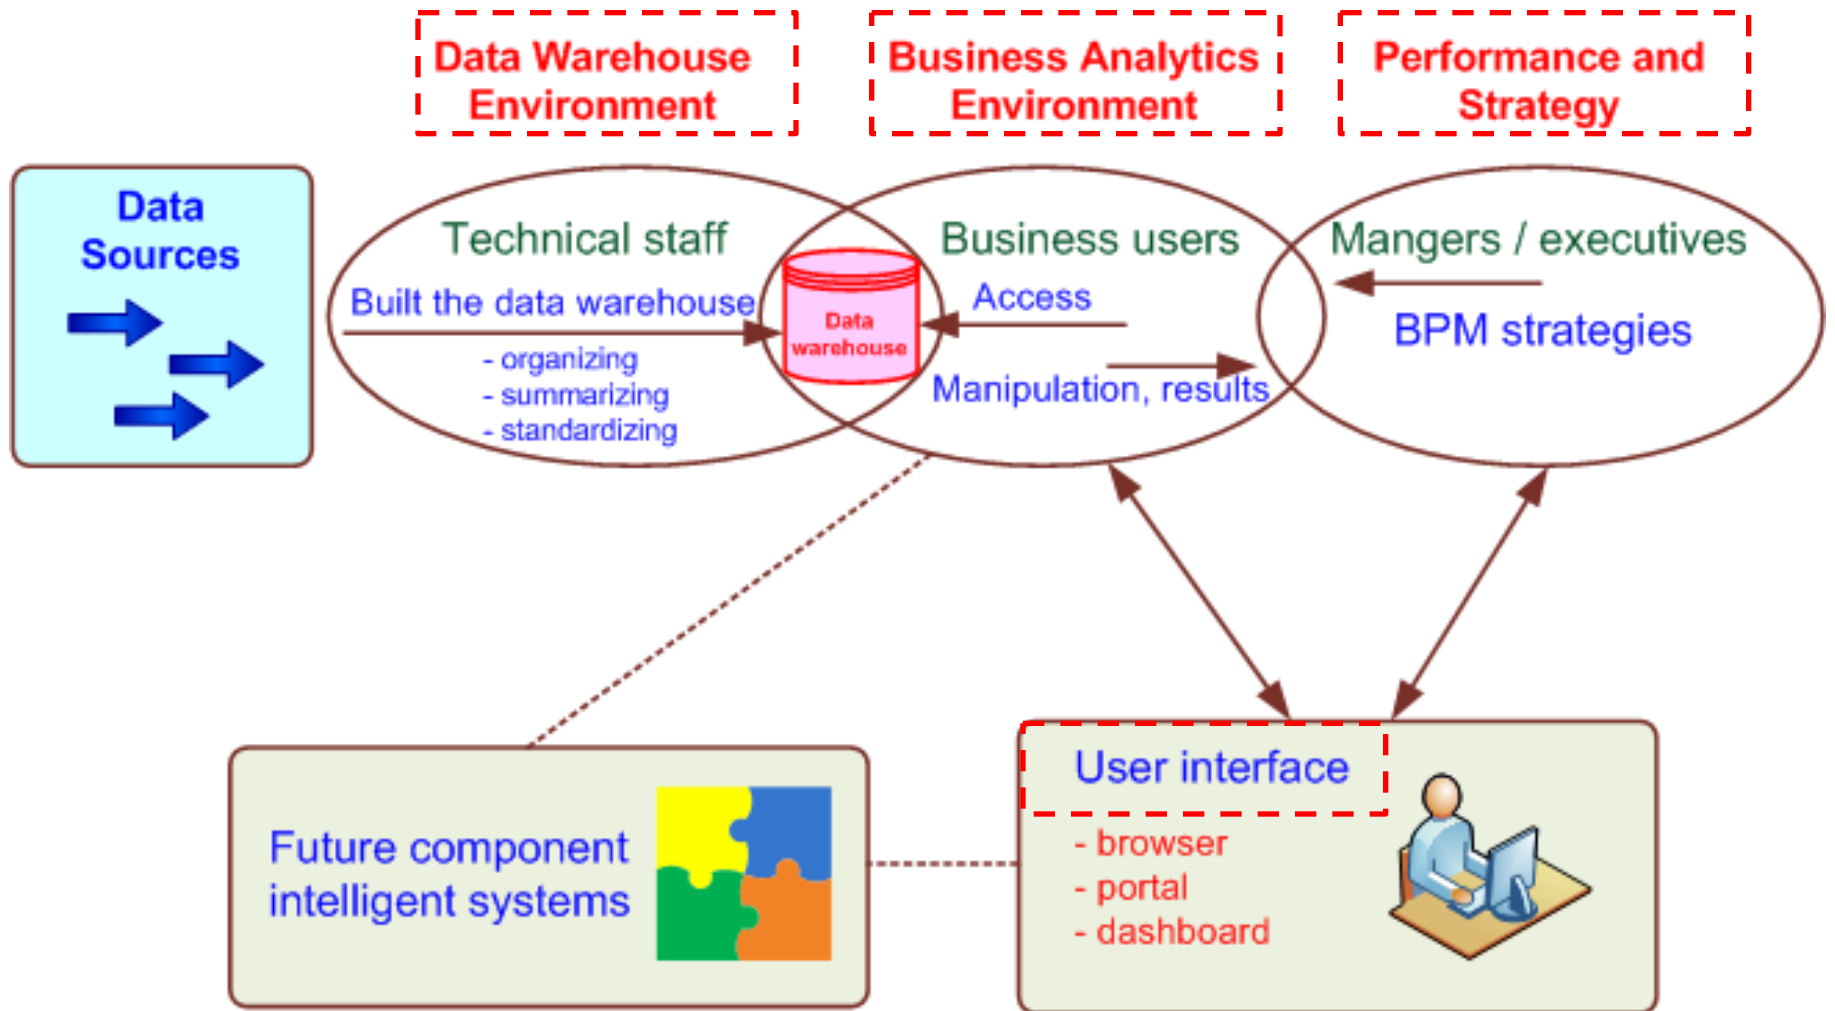 Data Warehouse
Environment
Business Analytics
Environment
Performance and
Strategy
Data
Sources
Technical staff
Built the data warehouse
- organizing
- summarizing
- standardizing
Data
warehouse
Business users
Access
Manipulation, results
Mangers / executives
BPM strategies
Future component
intelligent systems
User interface
- browser
- portal
- dashboard